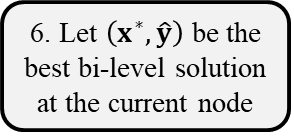 6. Let (𝐱*, ŷ) be the
best bi-level solution
at the current node